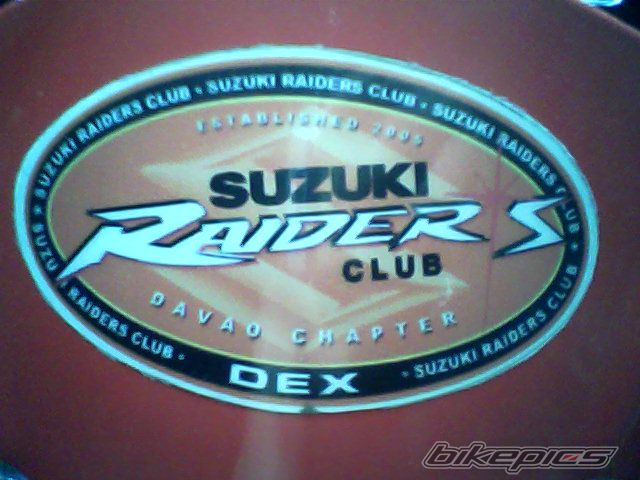 SUZUKI RAIDERS CLUB • SUZUKI RAIDERS CLUB • SUZUKI RAIDERS CLUB
ESTABLISHED 2005
SUZUKI
RAIDERS
CLUB
DAVAO CHAPTER
SUZUKI RAIDERS CLUB •
DEX
• SUZUKI RAIDERS CLUB
bikepics